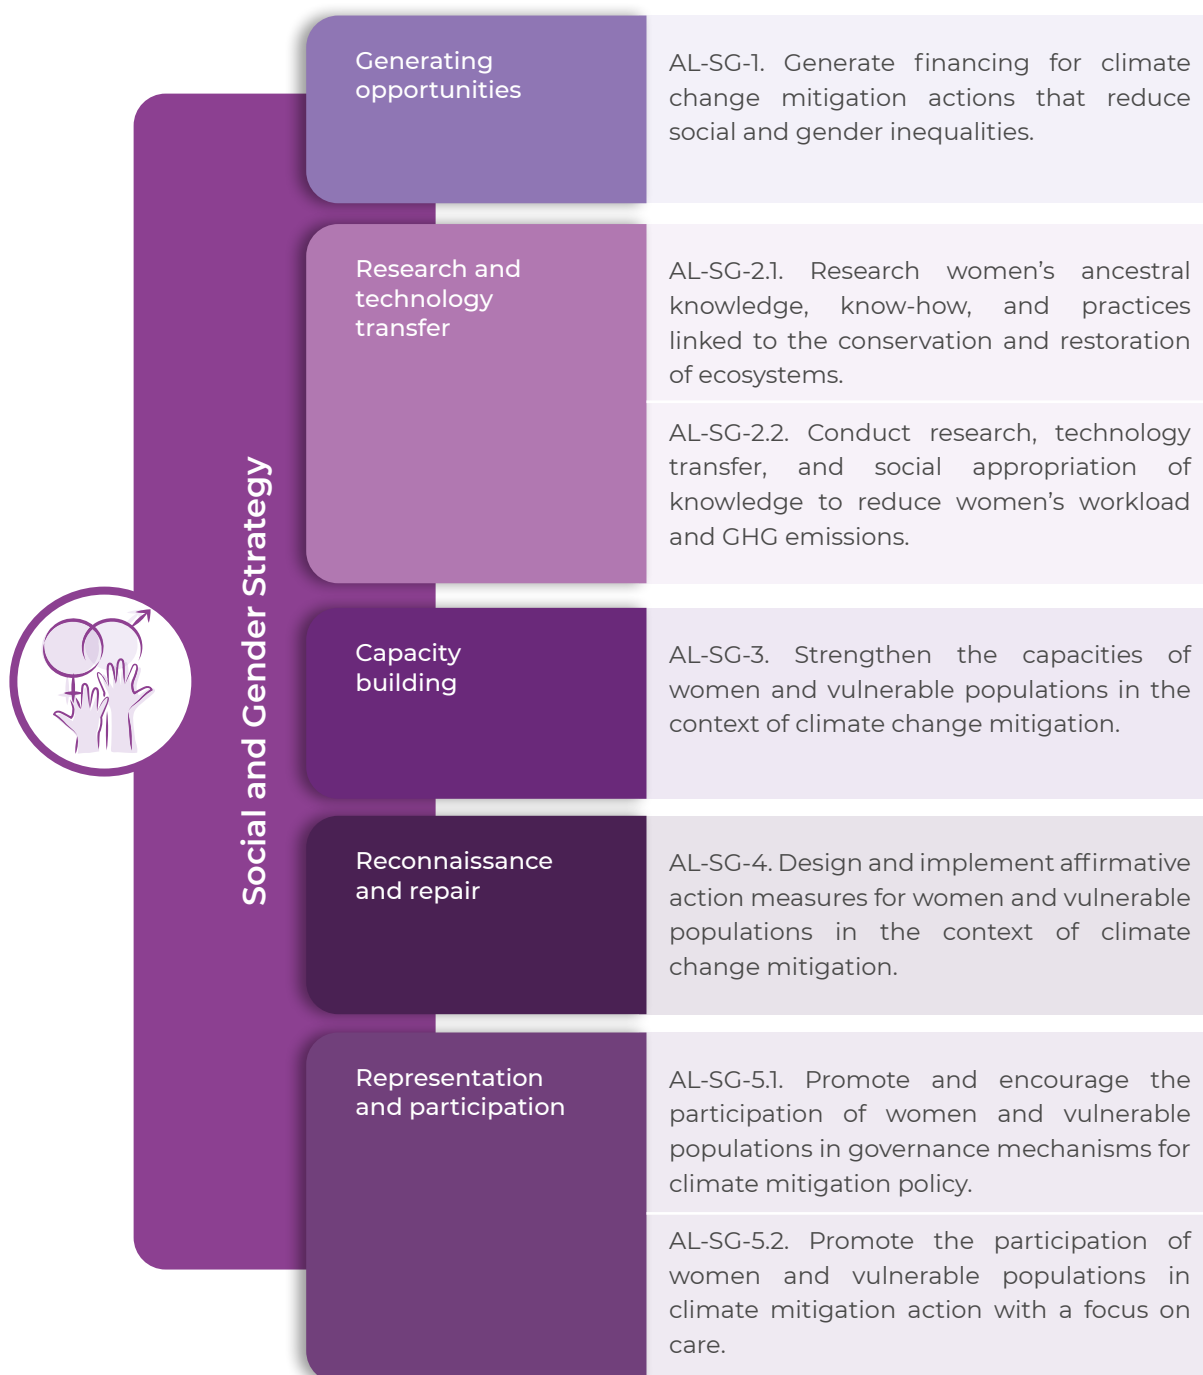 Social and Gender Strategy
Generating
opportunities
AL-SG-1. Generate financing for climate
change mitigation actions that reduce
social and gender inequalities.
Research and
technology
transfer
AL-SG-2.1. Research women’s ancestral
knowledge, know-how, and practices
linked to the conservation and restoration
of ecosystems.
AL-SG-2.2. Conduct research, technology
transfer, and social appropriation of
knowledge to reduce women’s workload
and GHG emissions.
Capacity
building
AL-SG-3. Strengthen the capacities of
women and vulnerable populations in the
context of climate change mitigation.
Reconnaissance
and repair
AL-SG-4. Design and implement affirmative
action measures for women and vulnerable
populations in the context of climate
change mitigation.
Representation
and participation
AL-SG-5.1. Promote and encourage the
participation of women and vulnerable
populations in governance mechanisms for
climate mitigation policy.
AL-SG-5.2. Promote the participation of
women and vulnerable populations in
climate mitigation action with a focus on
care.